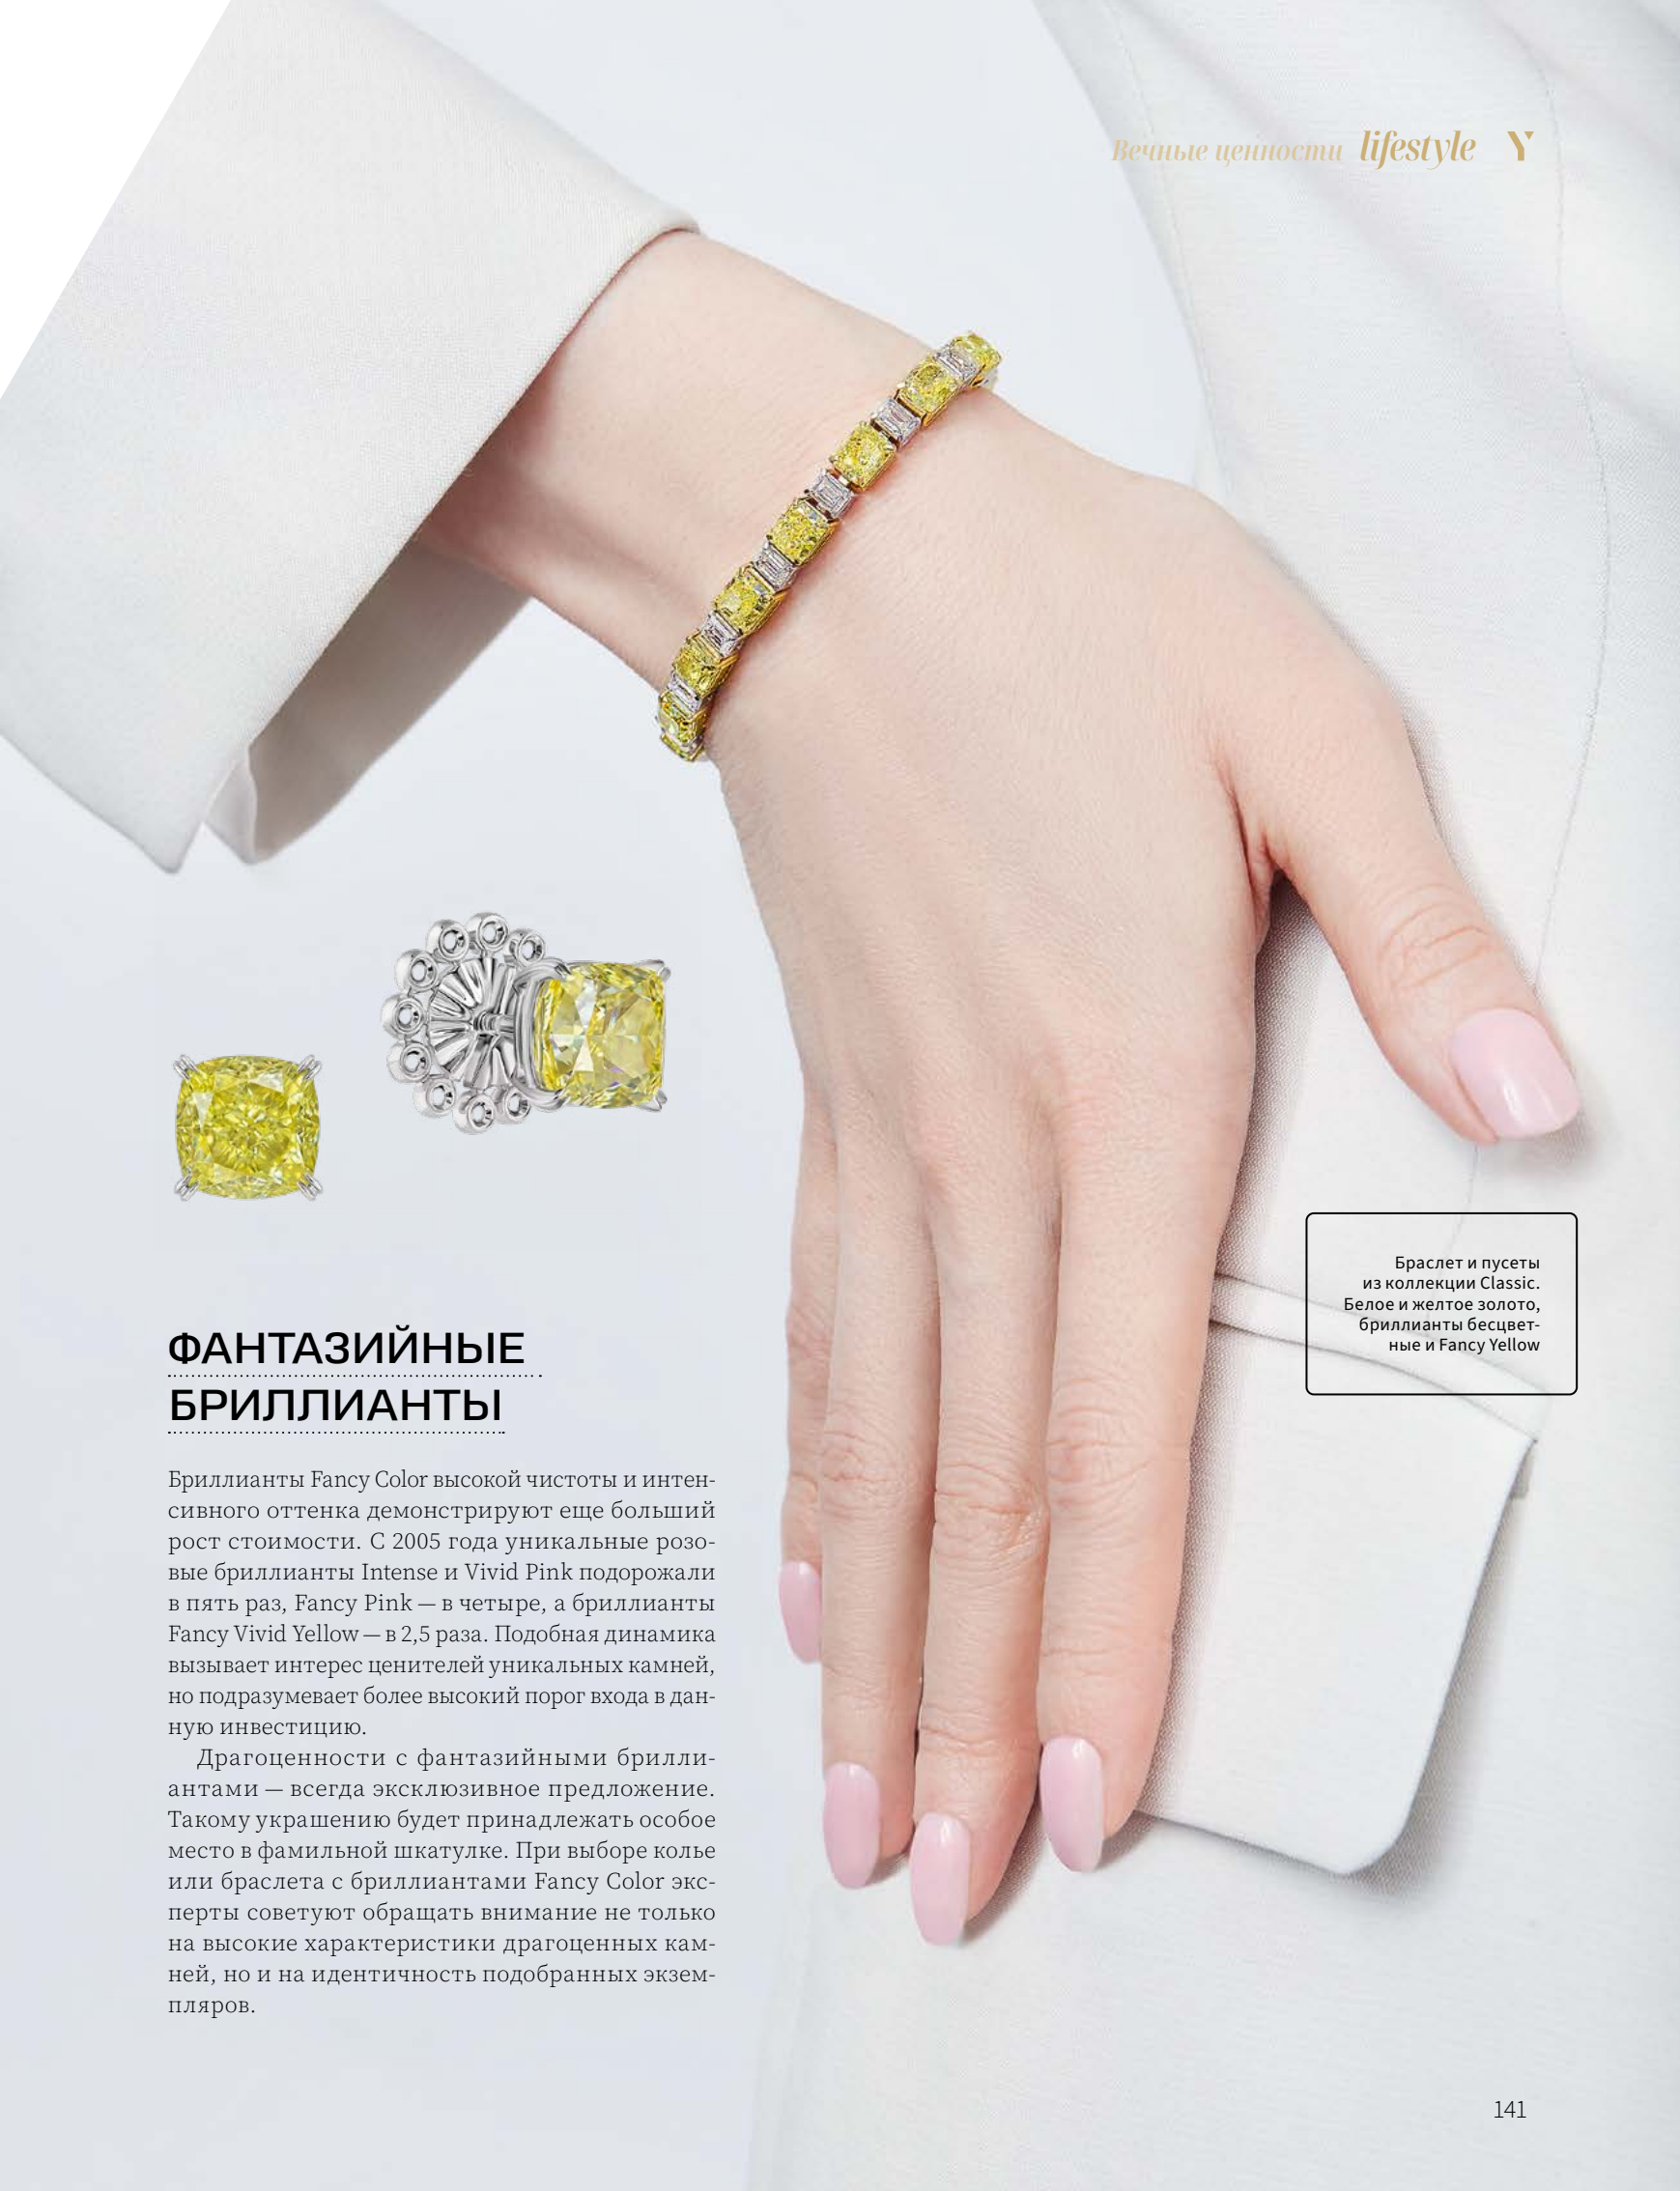 Вечные ценности lifestyle Y
Браслет и пусеты
из коллекции Classic.
Белое и желтое золото,
бриллианты бесцвет-
ные и Fancy Yellow
ФАНТАЗИЙНЫЕ
БРИЛЛИАНТЫ
Бриллианты Fancy Color высокой чистоты и интен-
сивного оттенка демонстрируют еще больший
рост стоимости. С 2005 года уникальные розо-
вые бриллианты Intense и Vivid Pink подорожали
в пять раз, Fancy Pink — в четыре, а бриллианты
Fancy Vivid Yellow — в 2,5 раза. Подобная динамика
вызывает интерес ценителей уникальных камней,
но подразумевает более высокий порог входа в дан-
ную инвестицию.
Драгоценности с фантазийными брилли-
антами — всегда эксклюзивное предложение.
Такому украшению будет принадлежать особое
место в фамильной шкатулке. При выборе колье
или браслета с бриллиантами Fancy Color экс-
перты советуют обращать внимание не только
на высокие характеристики драгоценных кам-
ней, но и на идентичность подобранных экзем-
пляров.
141